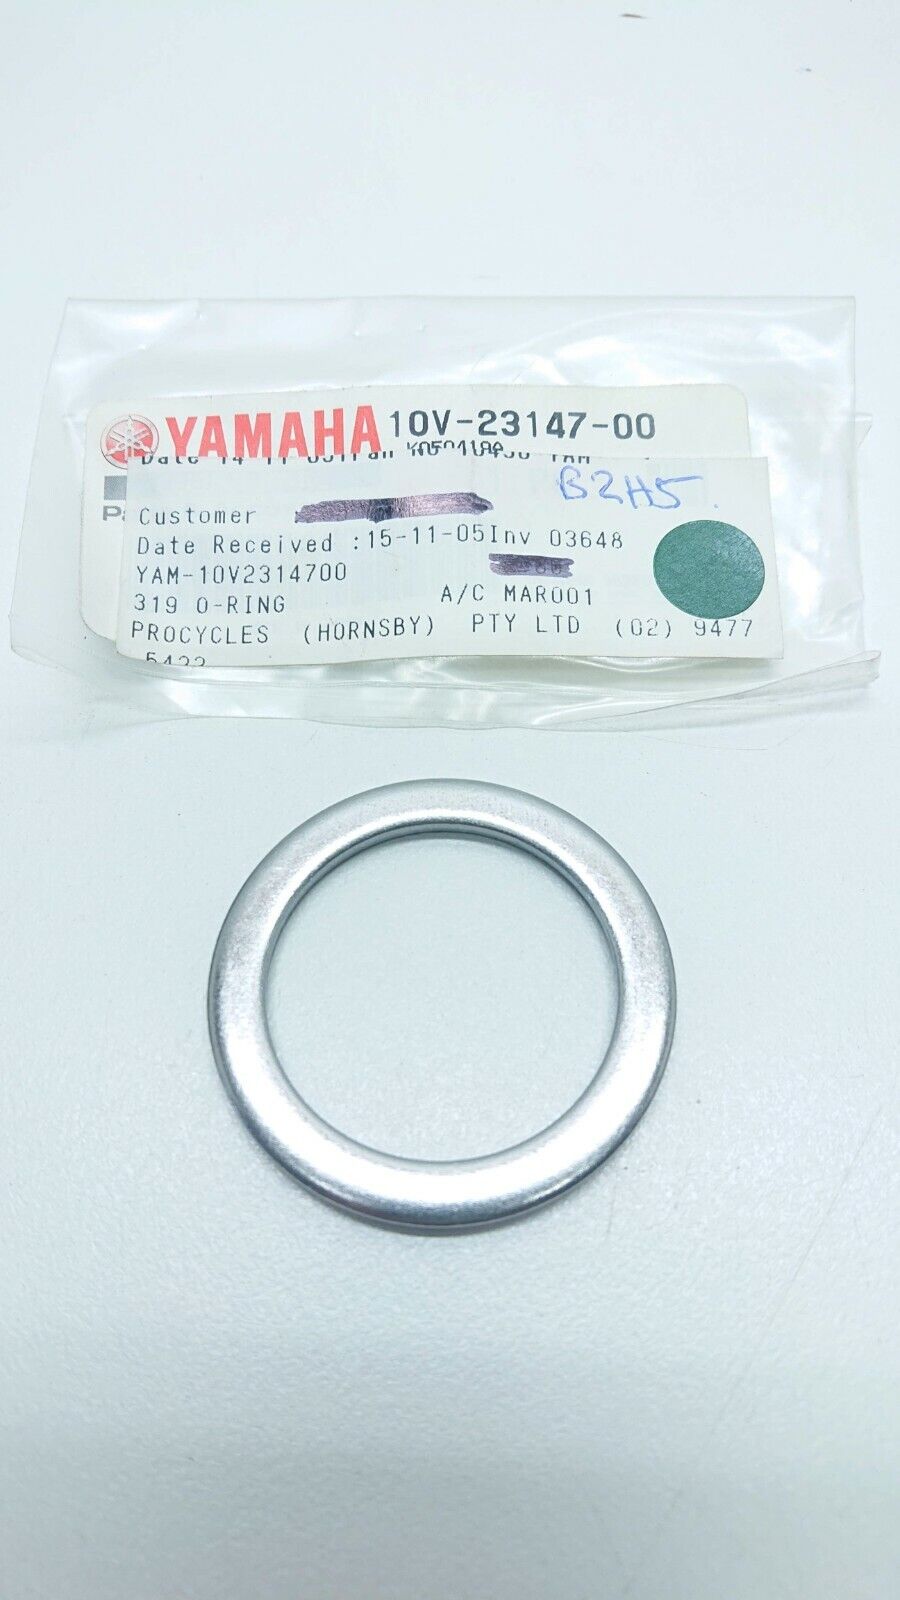 YAMAHA 10V-23147-00
B2H5.
Customer
Date Received :15-11-05Inv 03648
YAM-10V2314700
319 O-RING A/C MAR001
PROCYCLES (HORNSBY) PTY LTD (02) 9477
5422